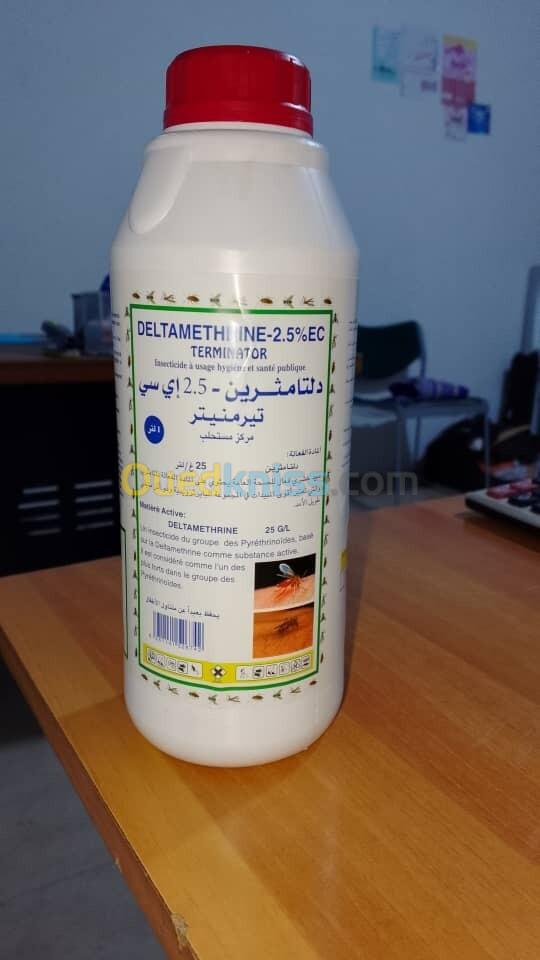 DELTAMETHRINE-2.5%EC
TERMINATOR
Insecticide à usage hygiène et santé publique
دلتامثرين - 2.5 إي سي
تيرمنيتر
مركز مستحلب
1 لتر
المادة الفعالة:
دلتامثرين 25 غ/لتر
Ouedkniss.com
طويل الأمد.
Matière Active:
DELTAMETHRINE 25 G/L
Un insecticide du groupe des Pyréthrinoïdes, basé
sur la Deltamethrine comme substance active.
Il est considéré comme l'un des
plus forts dans le groupe des
Pyréthrinoïdes.
يحفظ بعيداً عن متناول الأطفال